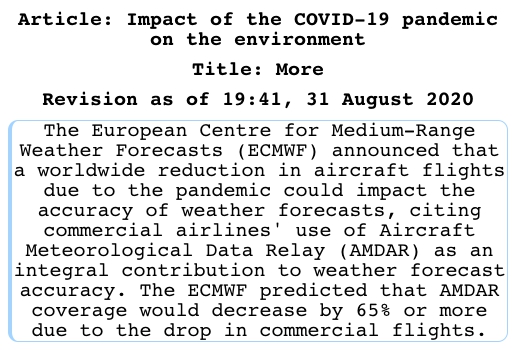 Article: Impact of the COVID-19 pandemic
on the environment
Title: More
Revision as of 19:41, 31 August 2020
The European Centre for Medium-Range
Weather Forecasts (ECMWF) announced that
a worldwide reduction in aircraft flights
due to the pandemic could impact the
accuracy of weather forecasts, citing
commercial airlines' use of Aircraft
Meteorological Data Relay (AMDAR) as an
integral contribution to weather forecast
accuracy. The ECMWF predicted that AMDAR
coverage would decrease by 65% or more
due to the drop in commercial flights.